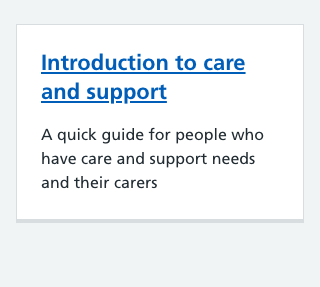 Introduction to care
and support
A quick guide for people who
have care and support needs
and their carers